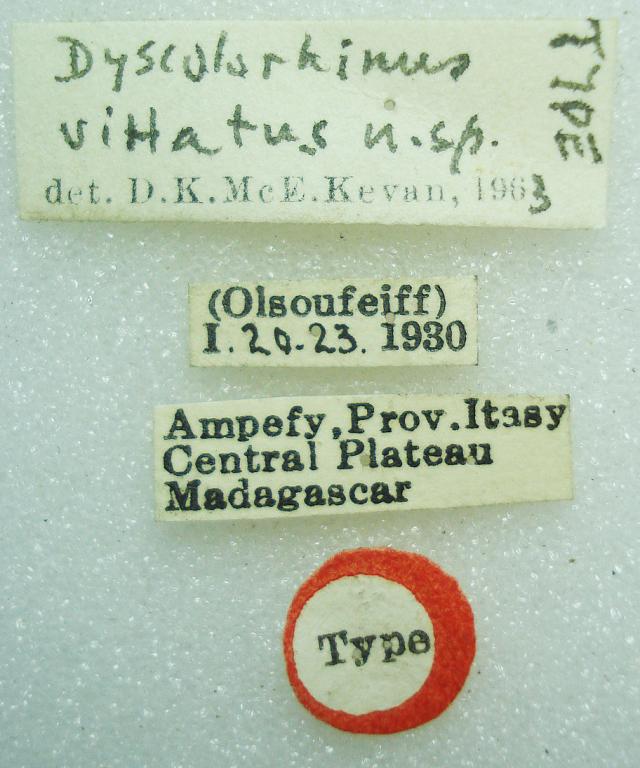 Dyscolorhinus
vittatus n.sp.
TYPE
det. D.K.McE.Kevan, 1963
(Olsoufeiff)
I.20-23. 1930
Ampefy,Prov.Itasy
Central Plateau
Madagascar
Type